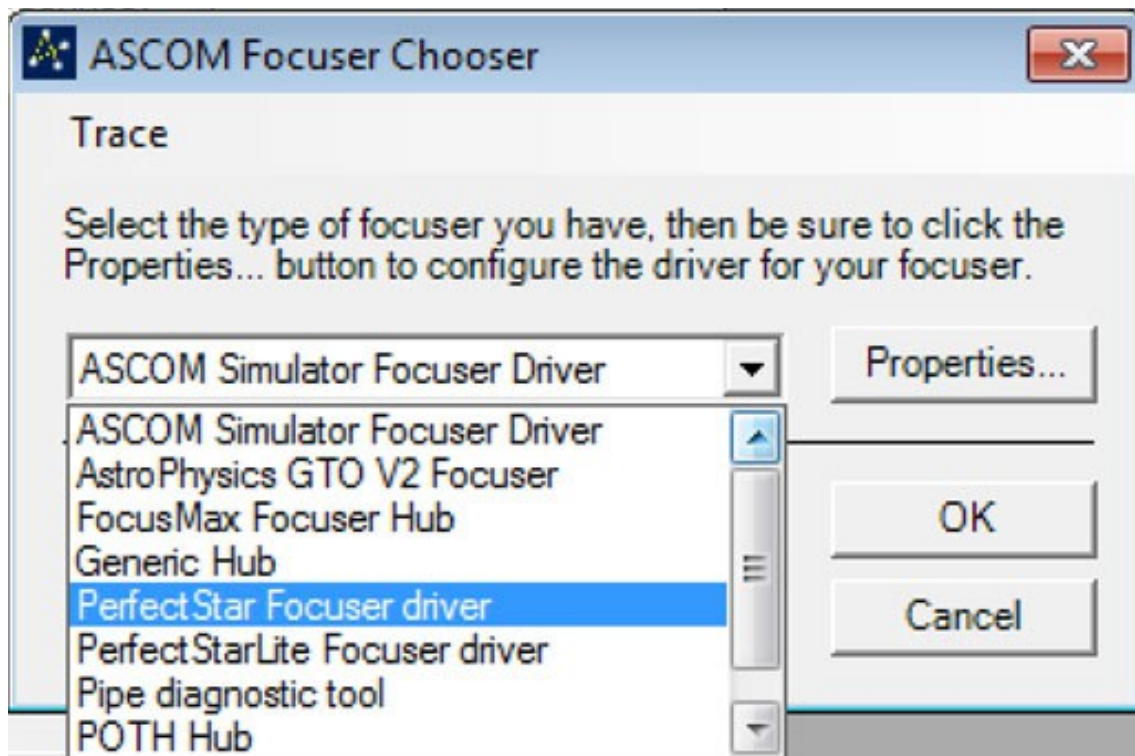 ASCOM Focuser Chooser
Trace
Select the type of focuser you have, then be sure to click the
Properties... button to configure the driver for your focuser.
ASCOM Simulator Focuser Driver
Properties...
ASCOM Simulator Focuser Driver
AstroPhysics GTO V2 Focuser
FocusMax Focuser Hub
Generic Hub
PerfectStar Focuser driver
PerfectStarLite Focuser driver
Pipe diagnostic tool
POTH Hub
OK
Cancel